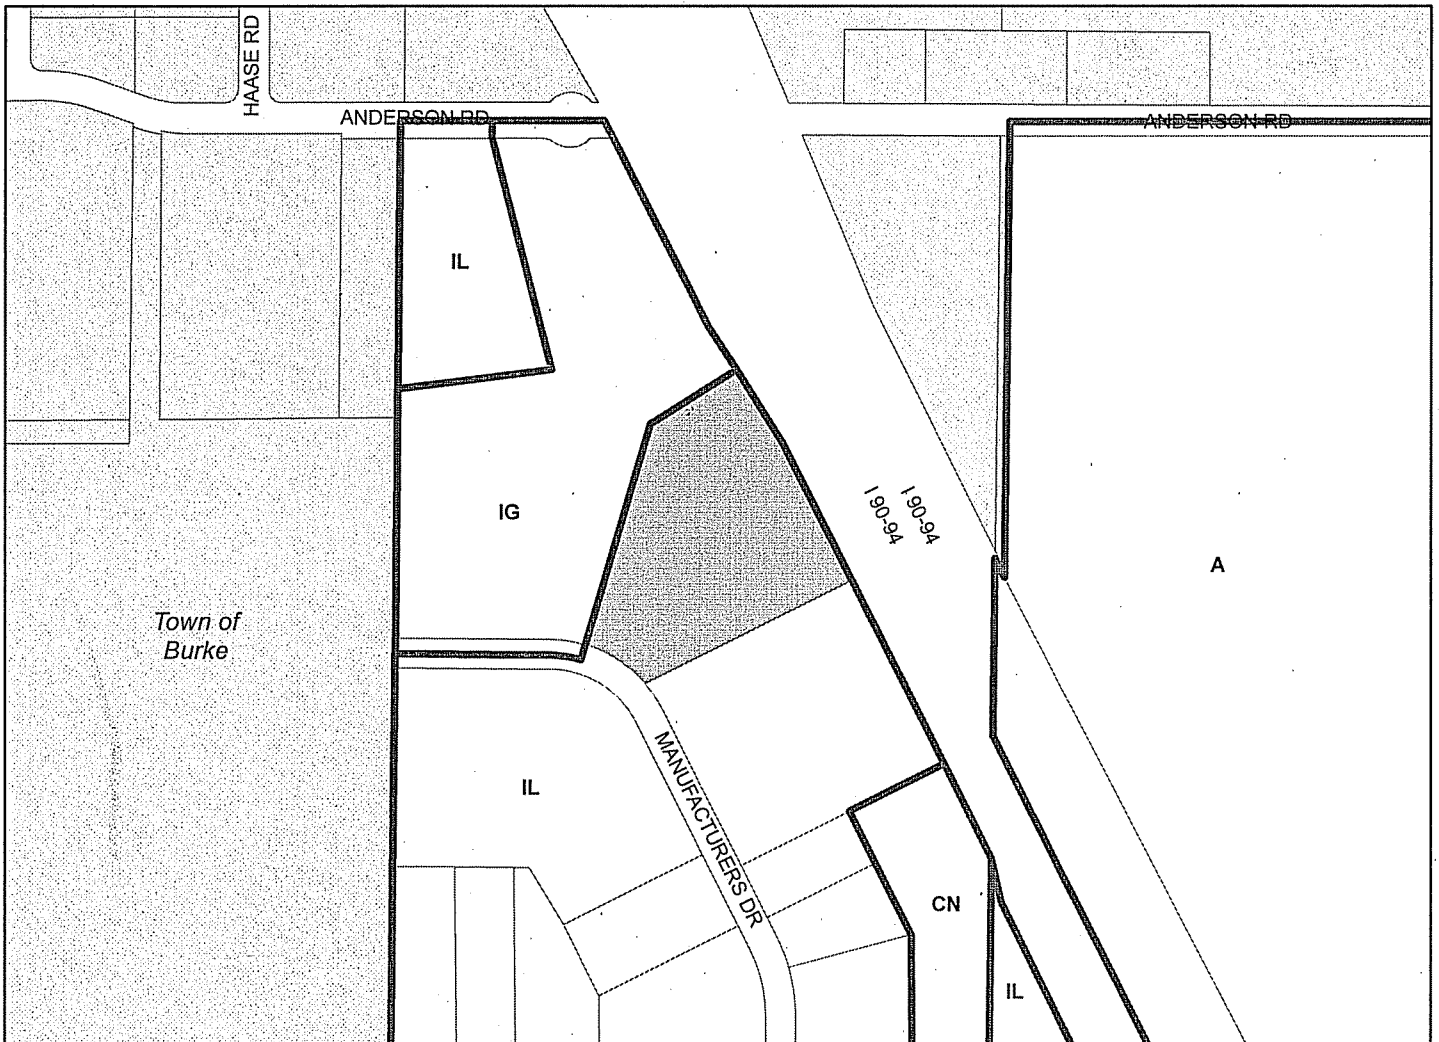 HAASE RD
ANDERSON RD
ANDERSON RD
IL
I 90-94
I 90-94
IG
A
Town of
Burke
MANUFACTURERS DR
IL
CN
IL